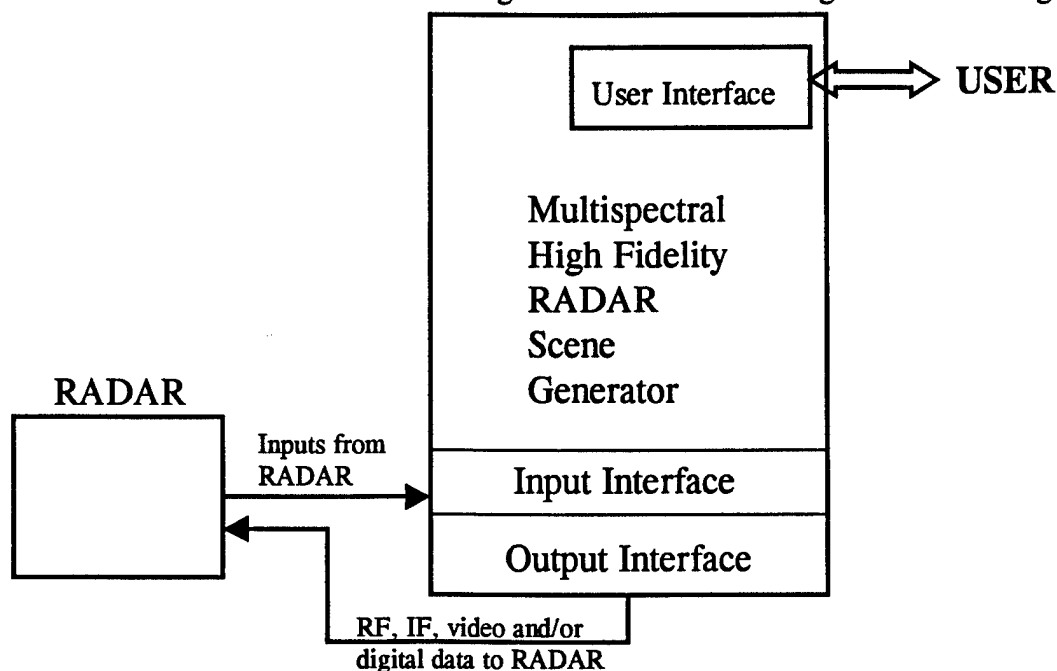 User Interface
USER
Multispectral
High Fidelity
RADAR
Scene
Generator
RADAR
Inputs from
RADAR
Input Interface
Output Interface
RF, IF, video and/or
digital data to RADAR